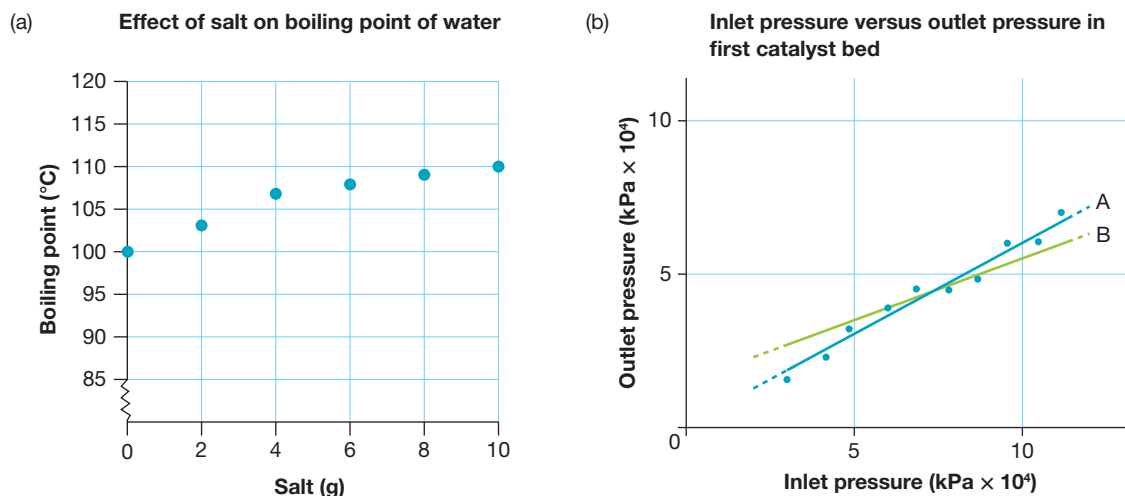 (a) Effect of salt on boiling point of water
120
115
110
105
100
95
90
85
Boiling point (°C)
0 2 4 6 8 10
Salt (g)
(b) Inlet pressure versus outlet pressure in
first catalyst bed
10
5
0
Outlet pressure (kPa × 10⁴)
A
B
5 10
Inlet pressure (kPa × 10⁴)